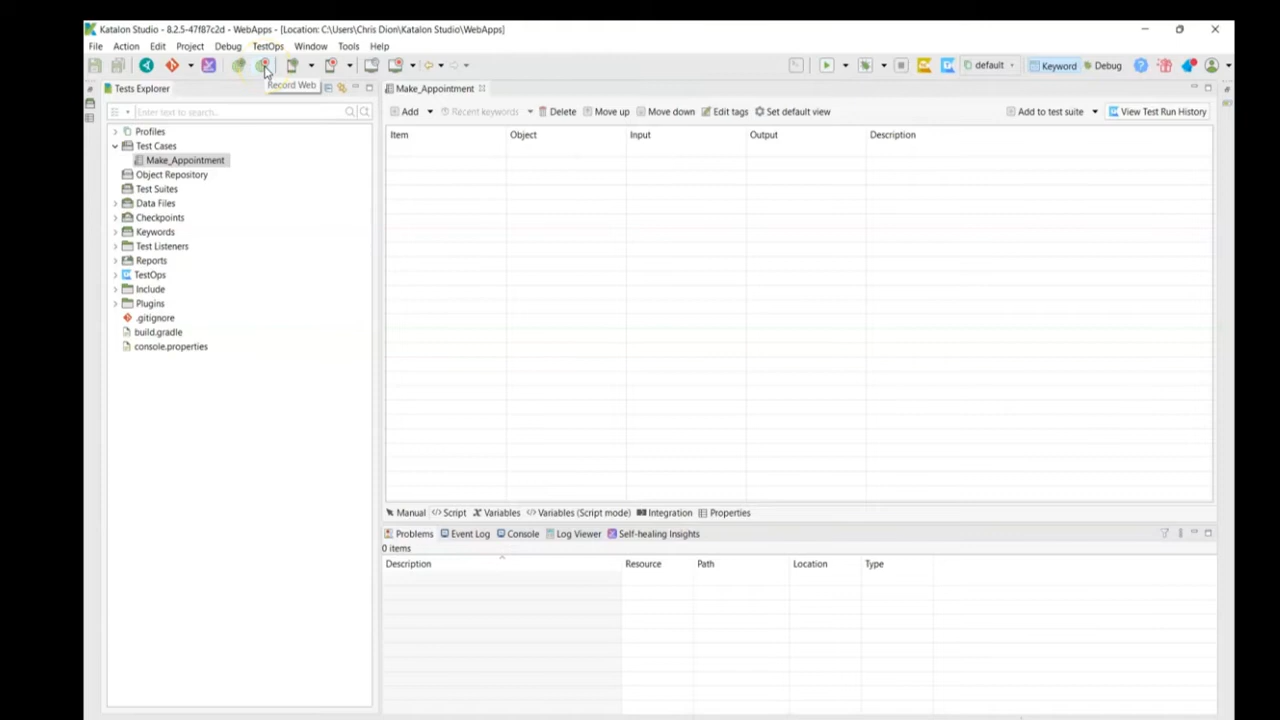 Katalon Studio - 8.2.5-47f87c2d - WebApps - [Location: C:\Users\Chris Dion\Katalon Studio\WebApps]
File Action Edit Project Debug TestOps Window Tools Help
default Keyword Debug
Record Web
Tests Explorer
Make_Appointment
Enter text to search...
Add Recent keywords Delete Move up Move down Edit tags Set default view Add to test suite View Test Run History
Item Object Input Output Description
Profiles
Test Cases
Make_Appointment
Object Repository
Test Suites
Data Files
Checkpoints
Keywords
Test Listeners
Reports
TestOps
Include
Plugins
.gitignore
build.gradle
console.properties
Manual </> Script Variables </> Variables (Script mode) Integration Properties
Problems Event Log Console Log Viewer Self-healing Insights
0 items
Description Resource Path Location Type